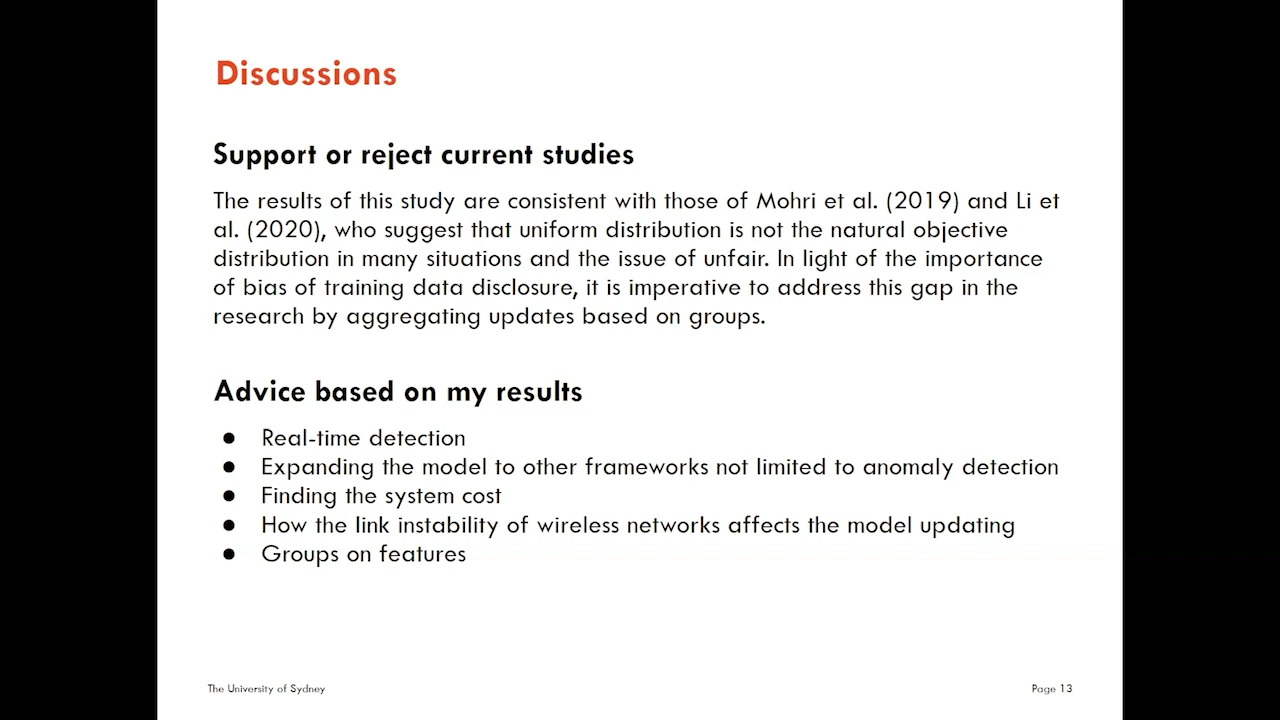 Discussions
Support or reject current studies
The results of this study are consistent with those of Mohri et al. (2019) and Li et
al. (2020), who suggest that uniform distribution is not the natural objective
distribution in many situations and the issue of unfair. In light of the importance
of bias of training data disclosure, it is imperative to address this gap in the
research by aggregating updates based on groups.
Advice based on my results
● Real-time detection
● Expanding the model to other frameworks not limited to anomaly detection
● Finding the system cost
● How the link instability of wireless networks affects the model updating
● Groups on features
The University of Sydney
Page 13